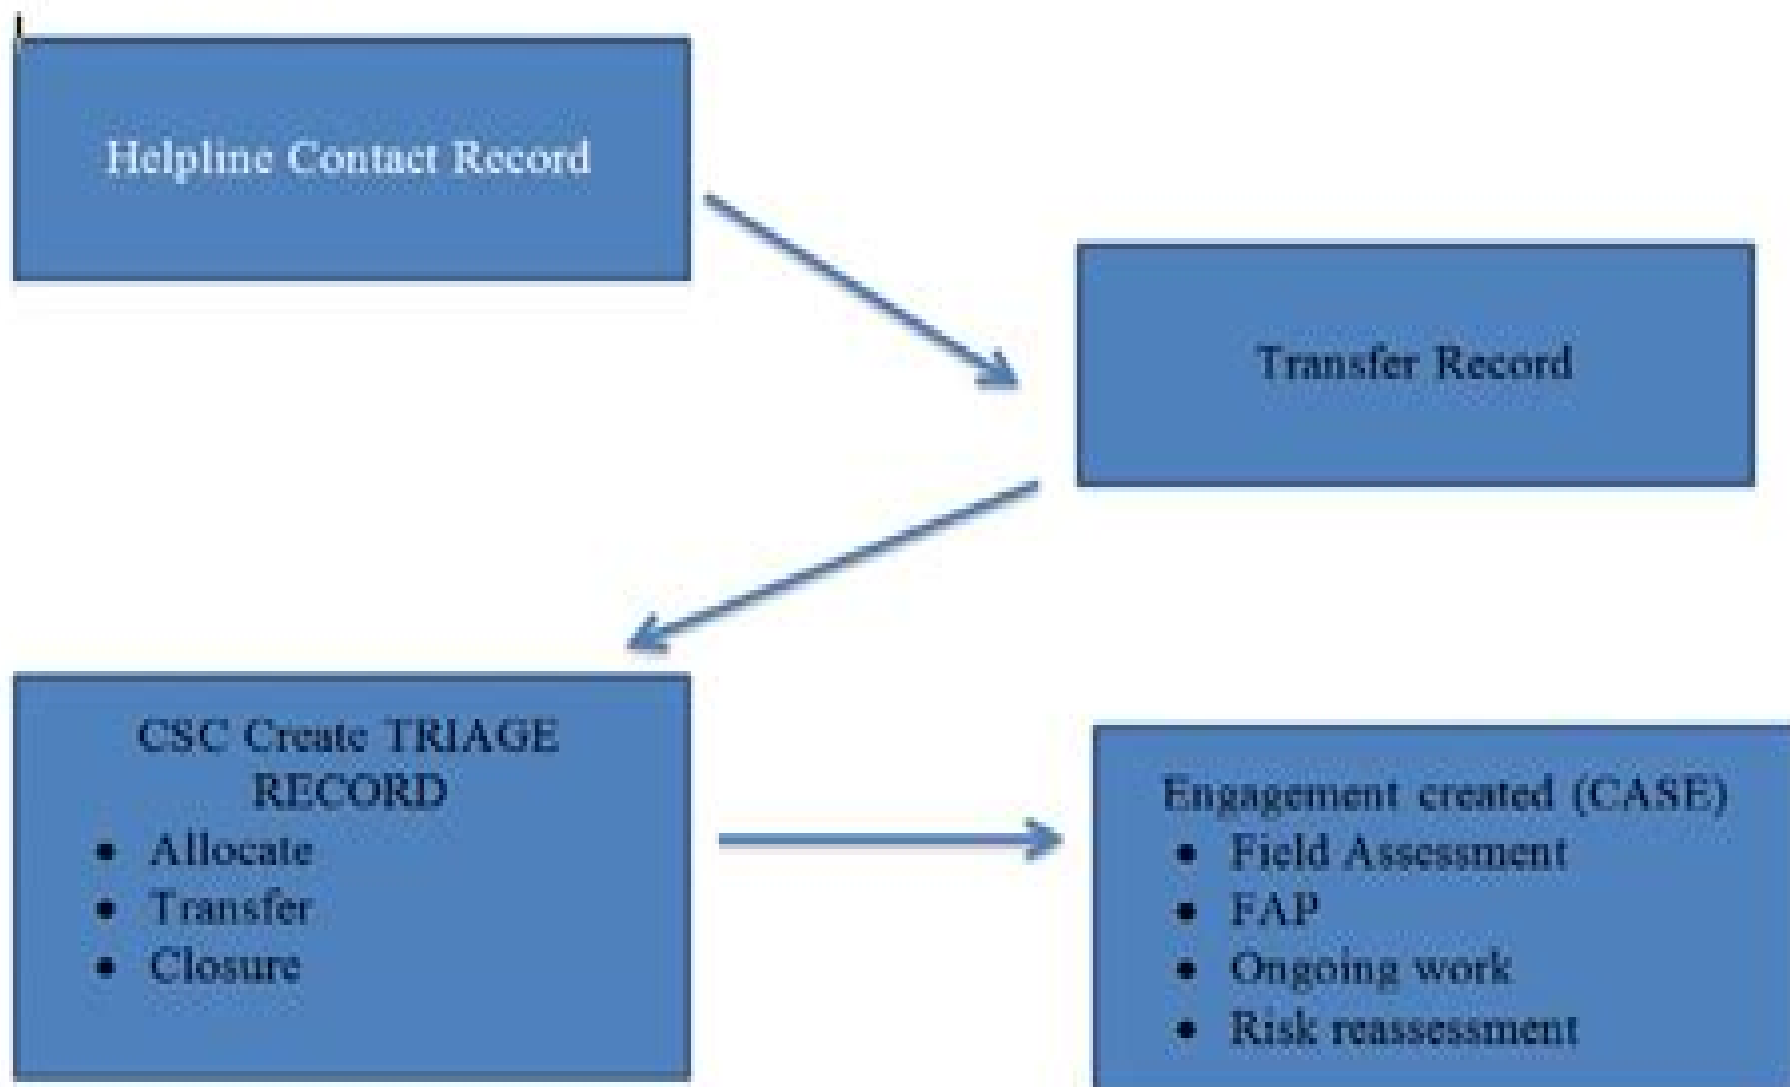 Helpline Contact Record
Transfer Record
CSC Create TRIAGE
RECORD
• Allocate
• Transfer
• Closure
Engagement created (CASE)
• Field Assessment
• FAP
• Ongoing work
• Risk reassessment